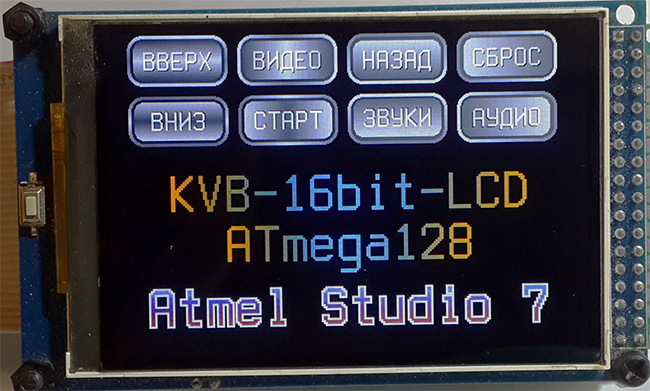 ВВЕРХ ВИДЕО НАЗАД СБРОС
ВНИЗ СТАРТ ЗВУКИ АУДИО
KVB-16bit-LCD
ATmega128
Atmel Studio 7